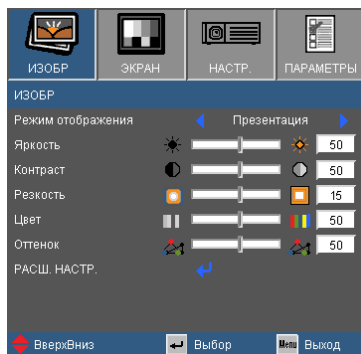 ИЗОБР ЭКРАН НАСТР. ПАРАМЕТРЫ
ИЗОБР
Режим отображения Презентация
Яркость 50
Контраст 50
Резкость 15
Цвет 50
Оттенок 50
РАСШ. НАСТР.
ВверхВниз Выбор Menu Выход